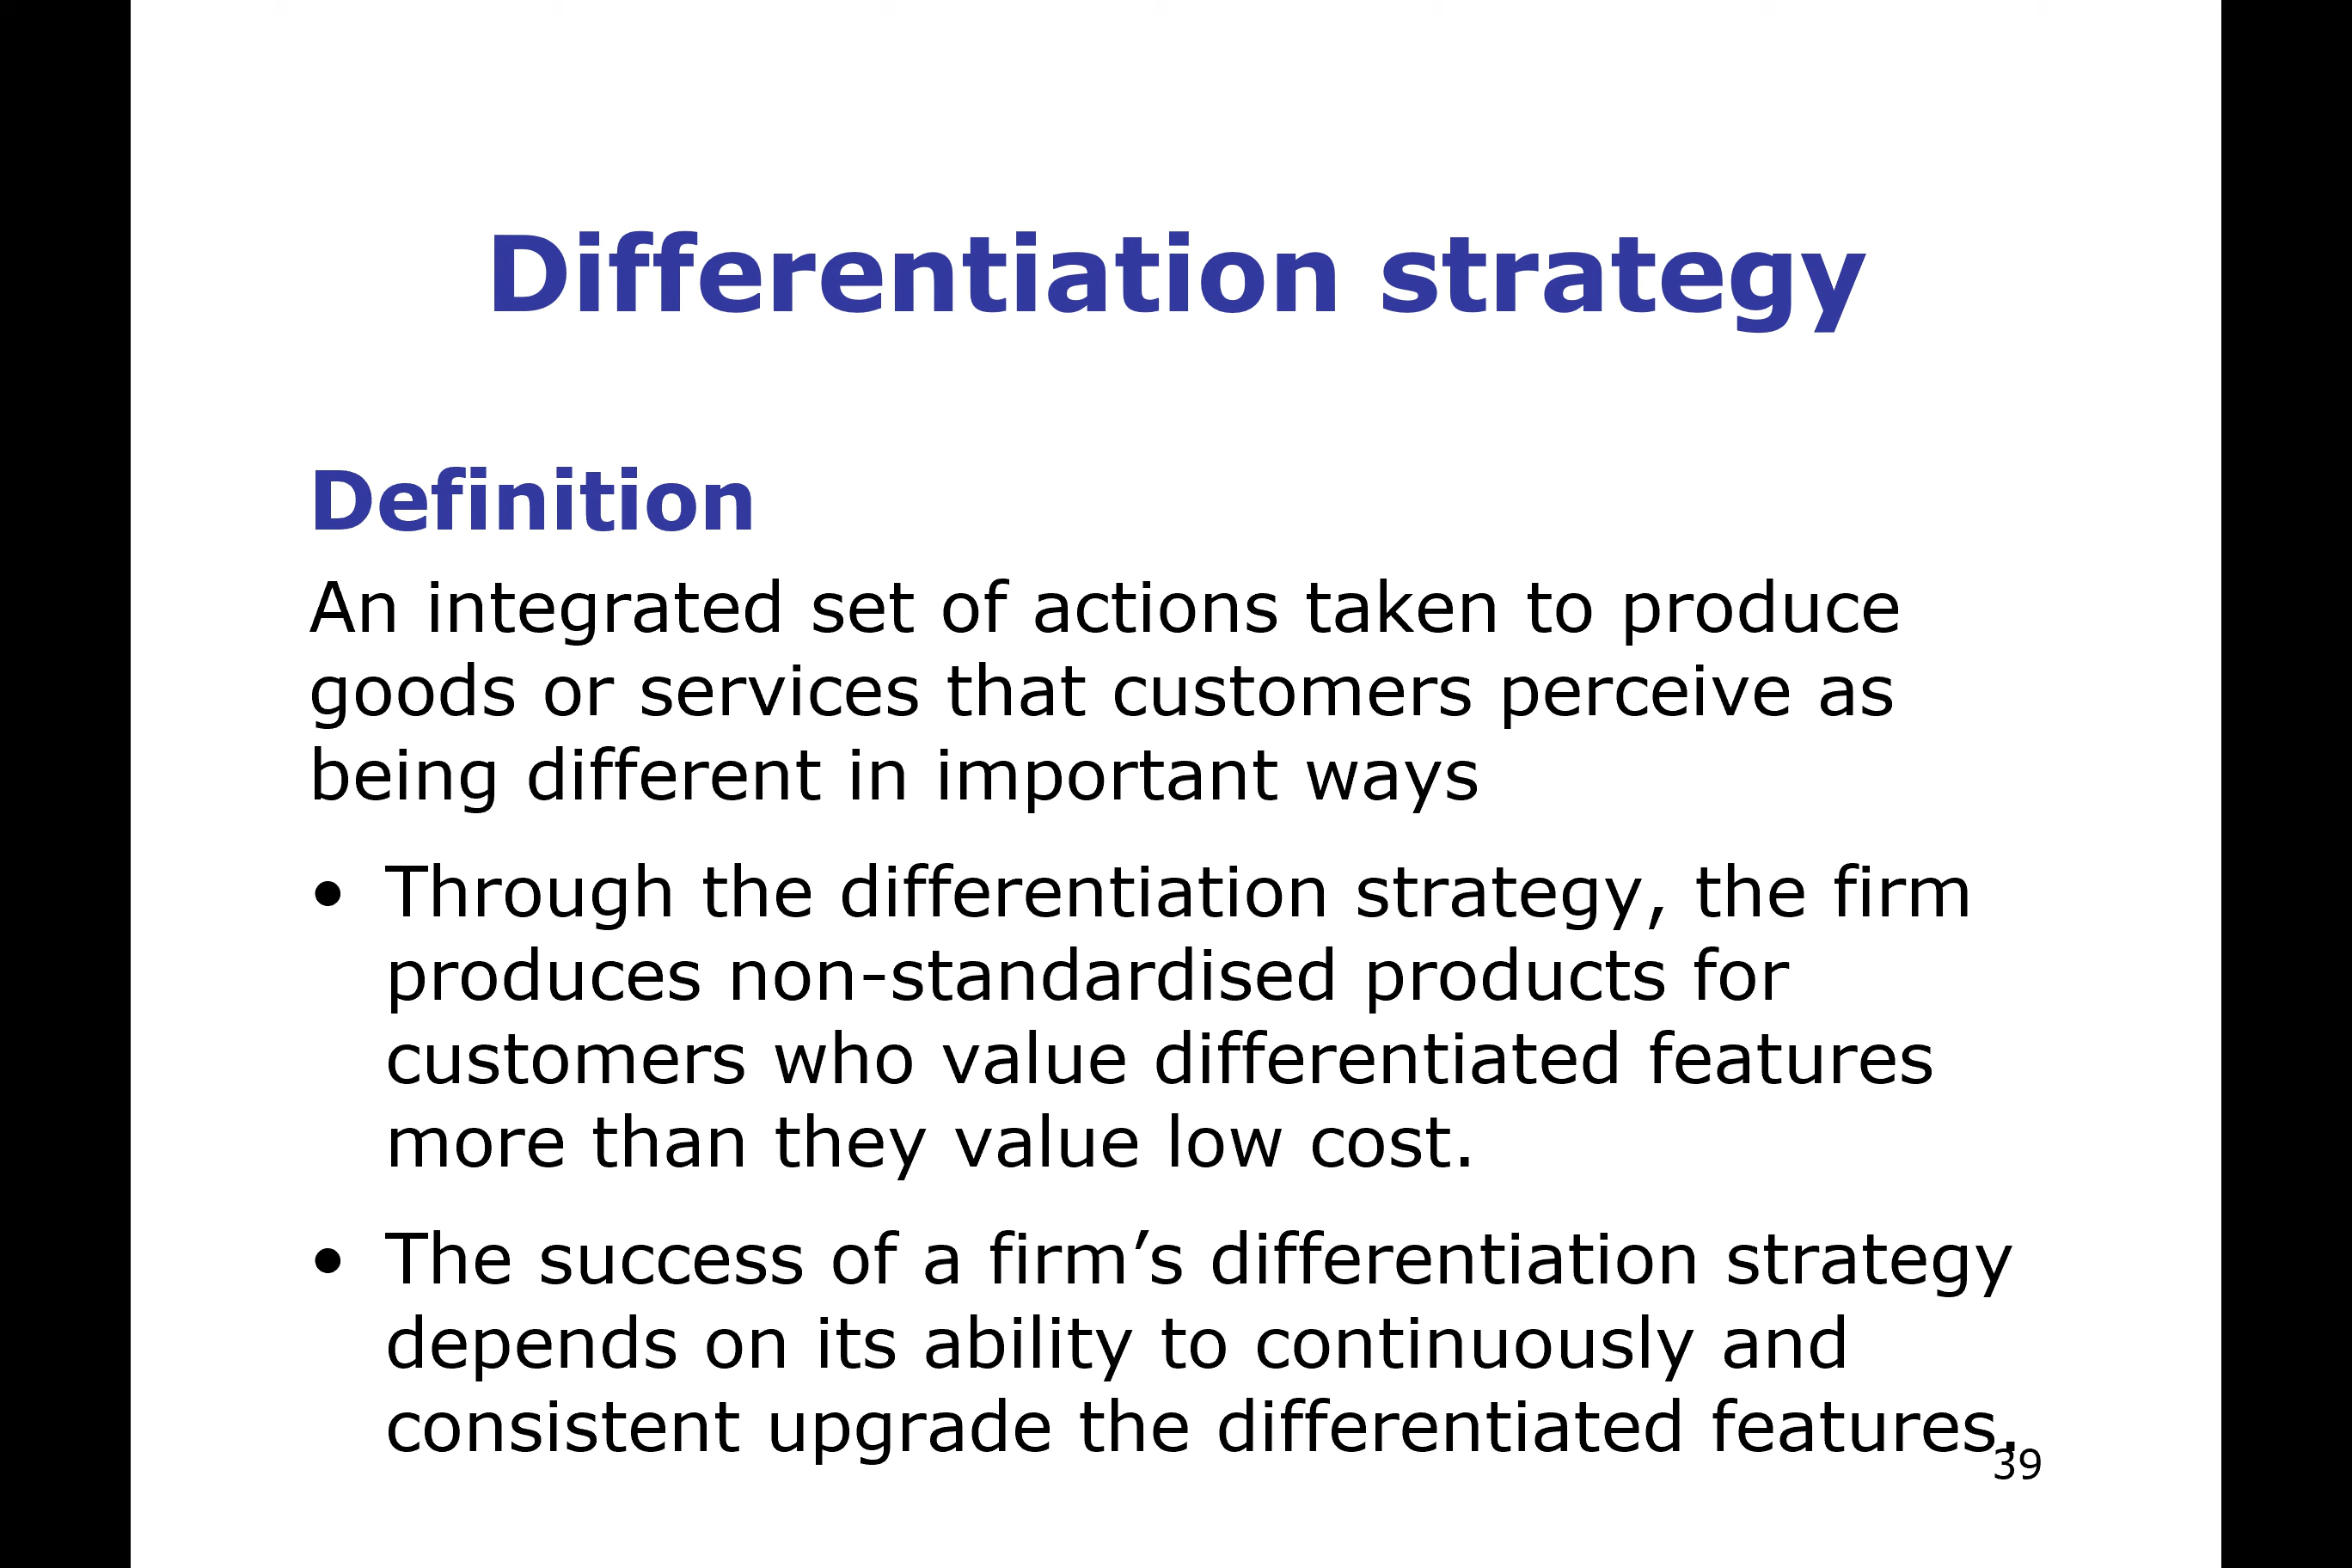 Differentiation strategy
Definition
An integrated set of actions taken to produce
goods or services that customers perceive as
being different in important ways
• Through the differentiation strategy, the firm
produces non-standardised products for
customers who value differentiated features
more than they value low cost.
• The success of a firm’s differentiation strategy
depends on its ability to continuously and
consistent upgrade the differentiated features.
39